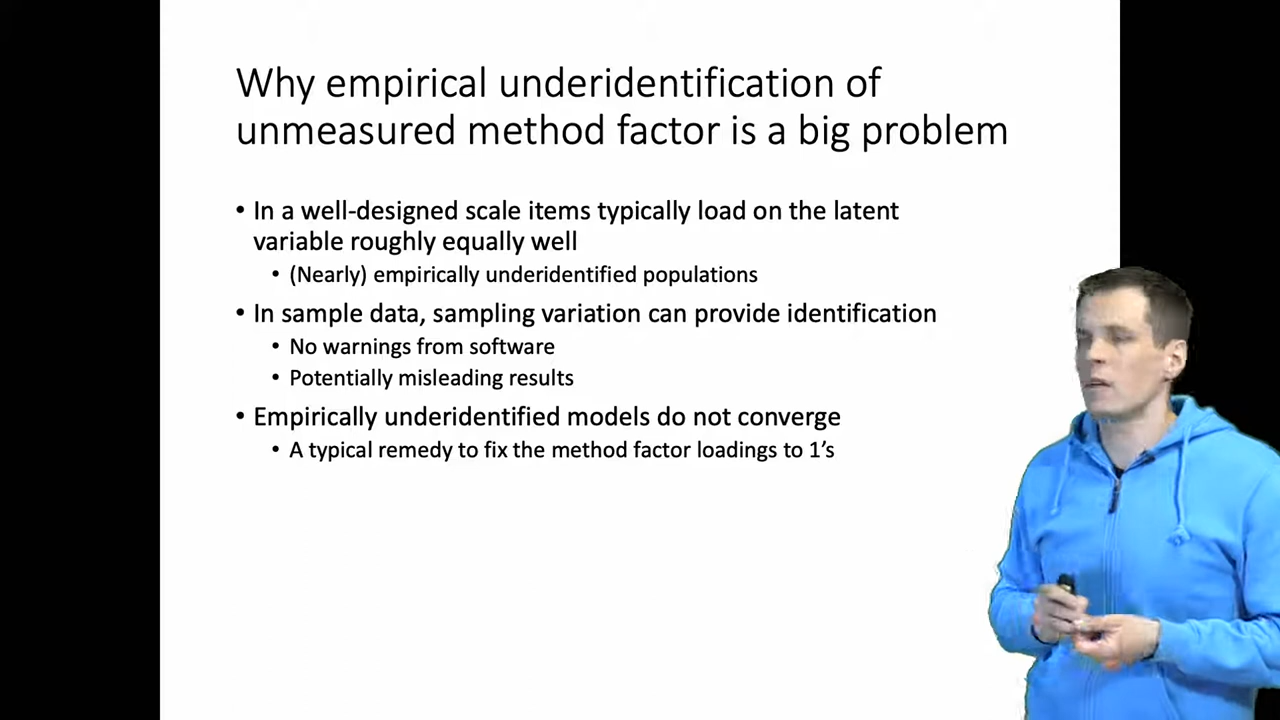 Why empirical underidentification of
unmeasured method factor is a big problem
• In a well-designed scale items typically load on the latent
variable roughly equally well
• (Nearly) empirically underidentified populations
• In sample data, sampling variation can provide identification
• No warnings from software
• Potentially misleading results
• Empirically underidentified models do not converge
• A typical remedy to fix the method factor loadings to 1's